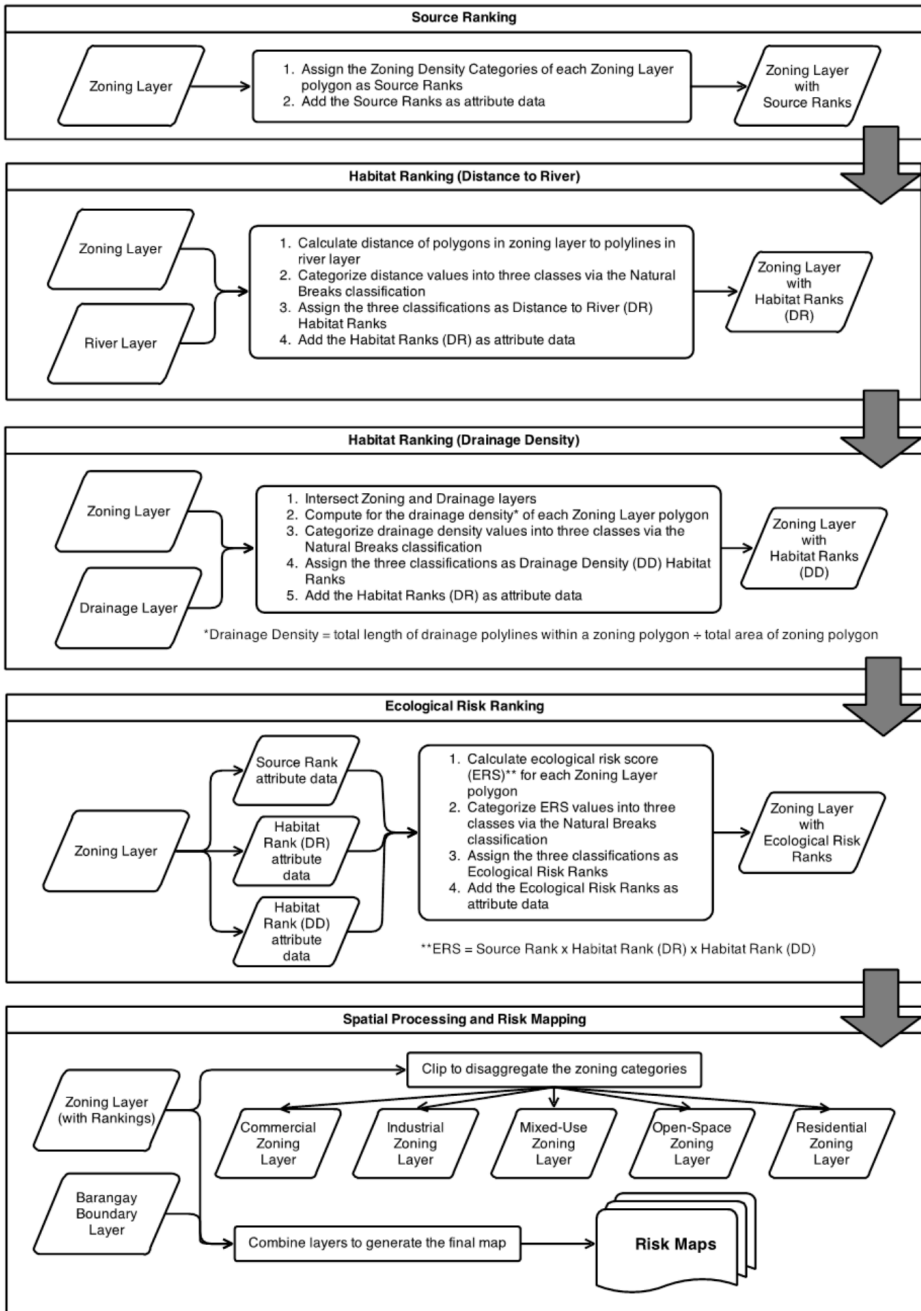 Source Ranking
Zoning Layer
1. Assign the Zoning Density Categories of each Zoning Layer
polygon as Source Ranks
2. Add the Source Ranks as attribute data
Zoning Layer
with
Source Ranks
Habitat Ranking (Distance to River)
Zoning Layer
River Layer
1. Calculate distance of polygons in zoning layer to polylines in
river layer
2. Categorize distance values into three classes via the Natural
Breaks classification
3. Assign the three classifications as Distance to River (DR)
Habitat Ranks
4. Add the Habitat Ranks (DR) as attribute data
Zoning Layer
with
Habitat Ranks
(DR)
Habitat Ranking (Drainage Density)
Zoning Layer
Drainage Layer
1. Intersect Zoning and Drainage layers
2. Compute for the drainage density* of each Zoning Layer polygon
3. Categorize drainage density values into three classes via the
Natural Breaks classification
4. Assign the three classifications as Drainage Density (DD) Habitat
Ranks
5. Add the Habitat Ranks (DR) as attribute data
Zoning Layer
with
Habitat Ranks
(DD)
*Drainage Density = total length of drainage polylines within a zoning polygon ÷ total area of zoning polygon
Ecological Risk Ranking
Zoning Layer
Source Rank
attribute data
Habitat
Rank (DR)
attribute
data
Habitat
Rank (DD)
attribute
data
1. Calculate ecological risk score
(ERS)** for each Zoning Layer
polygon
2. Categorize ERS values into three
classes via the Natural Breaks
classification
3. Assign the three classifications as
Ecological Risk Ranks
4. Add the Ecological Risk Ranks as
attribute data
Zoning Layer
with
Ecological Risk
Ranks
**ERS = Source Rank x Habitat Rank (DR) x Habitat Rank (DD)
Spatial Processing and Risk Mapping
Zoning Layer
(with Rankings)
Clip to disaggregate the zoning categories
Commercial
Zoning
Layer
Industrial
Zoning
Layer
Mixed-Use
Zoning
Layer
Open-Space
Zoning
Layer
Residential
Zoning
Layer
Barangay
Boundary
Layer
Combine layers to generate the final map
Risk Maps